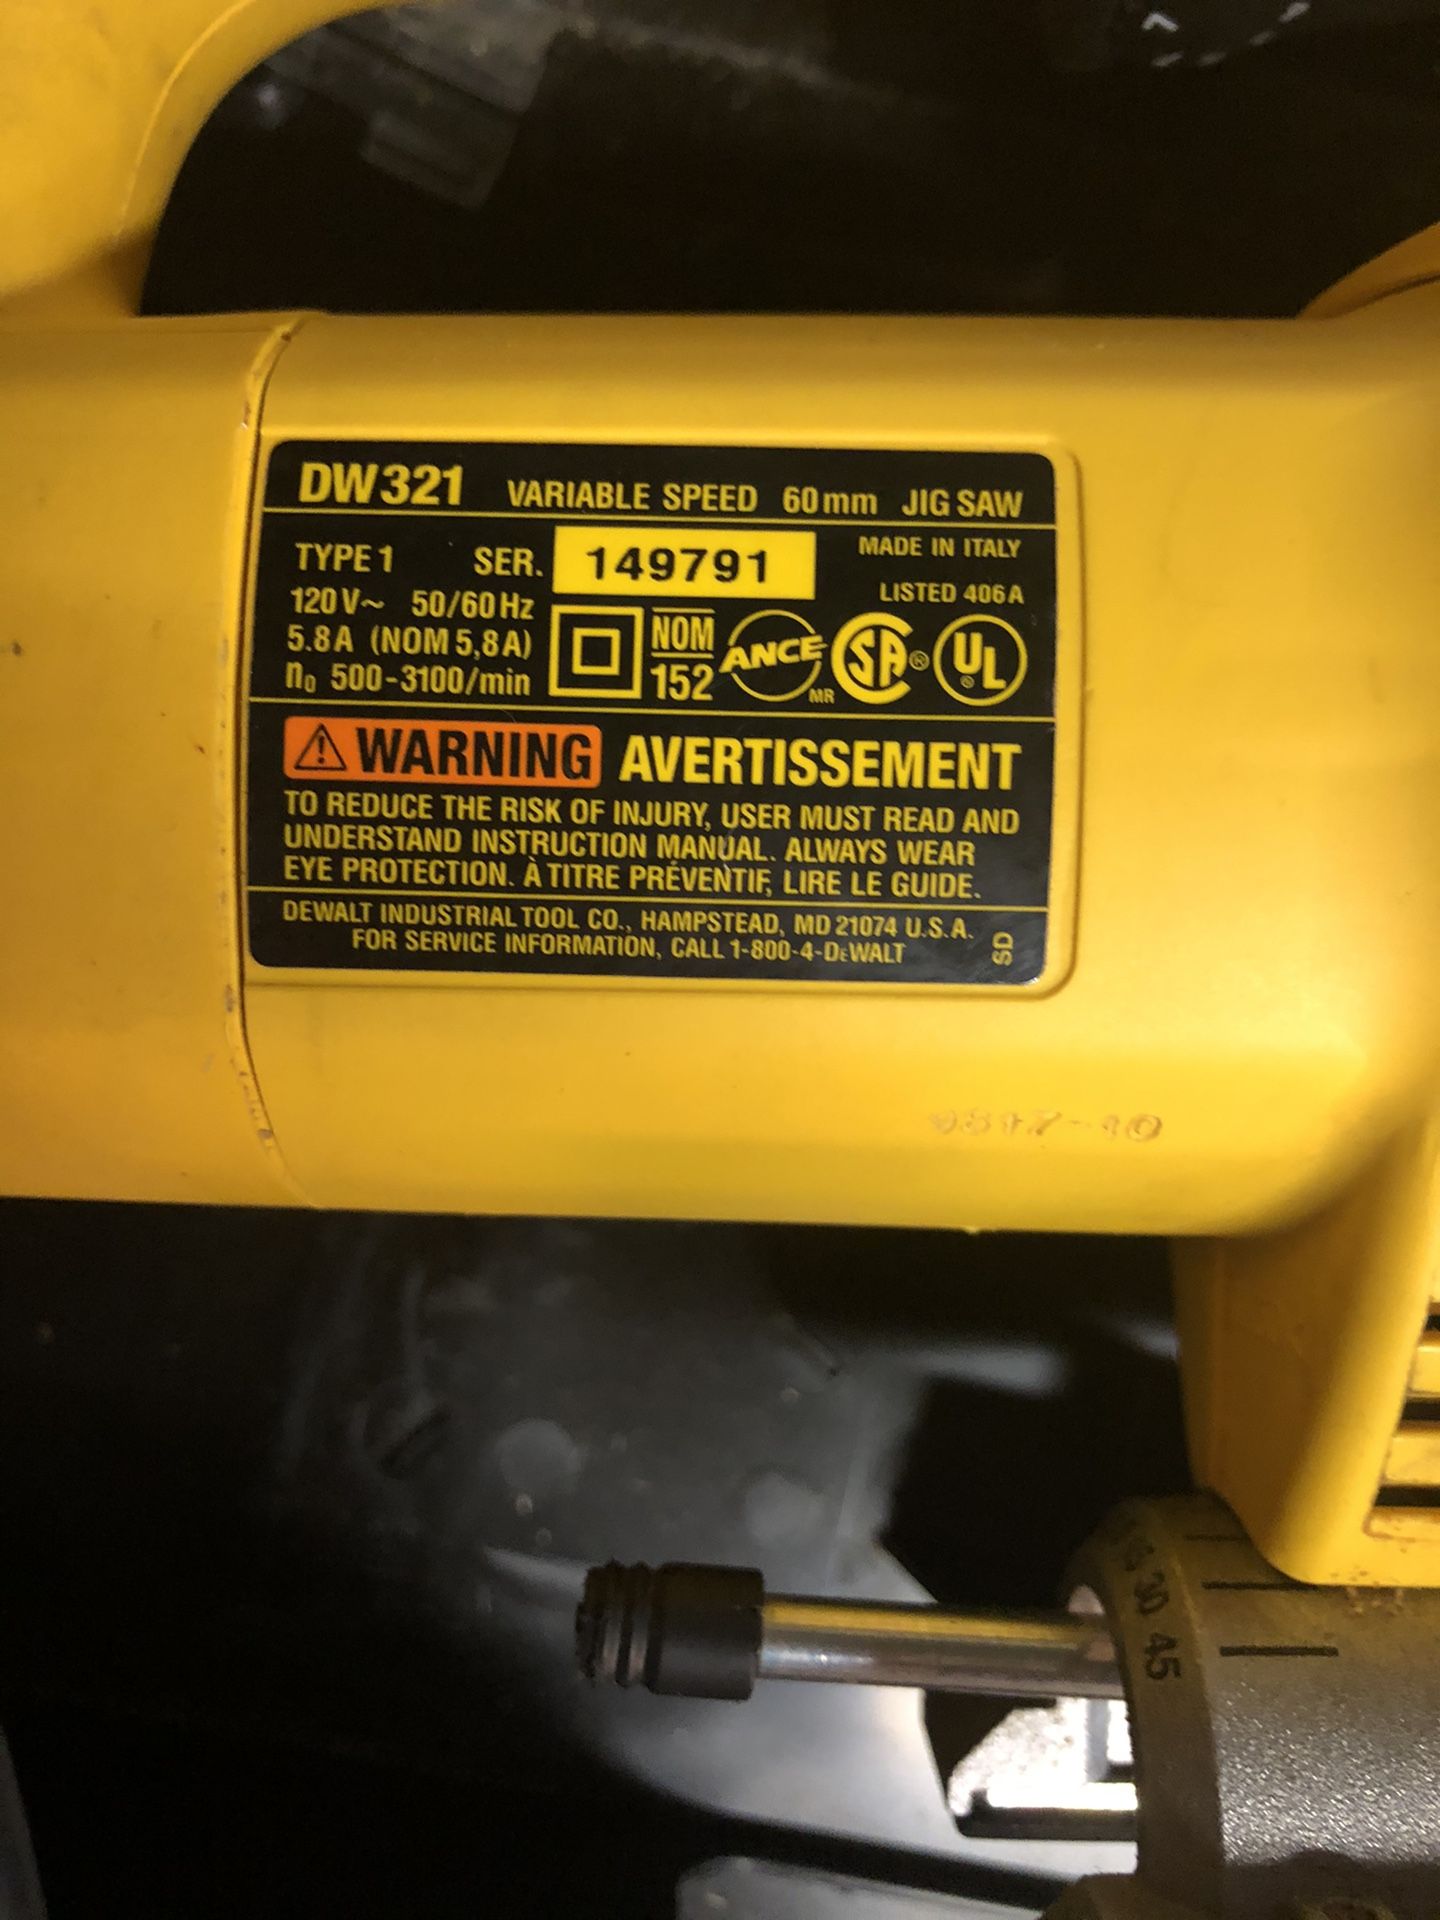 DW321 VARIABLE SPEED 60mm JIG SAW
TYPE 1 SER. 149791 MADE IN ITALY
LISTED 406A
120V~ 50/60Hz
5.8A (NOM 5,8A)
n₀ 500-3100/min
NOM
152
ANCE
MR
SA®
UL®
⚠WARNING AVERTISSEMENT
TO REDUCE THE RISK OF INJURY, USER MUST READ AND
UNDERSTAND INSTRUCTION MANUAL. ALWAYS WEAR
EYE PROTECTION. À TITRE PRÉVENTIF, LIRE LE GUIDE.
DEWALT INDUSTRIAL TOOL CO., HAMPSTEAD, MD 21074 U.S.A.
FOR SERVICE INFORMATION, CALL 1-800-4-DEWALT
SD
30
45